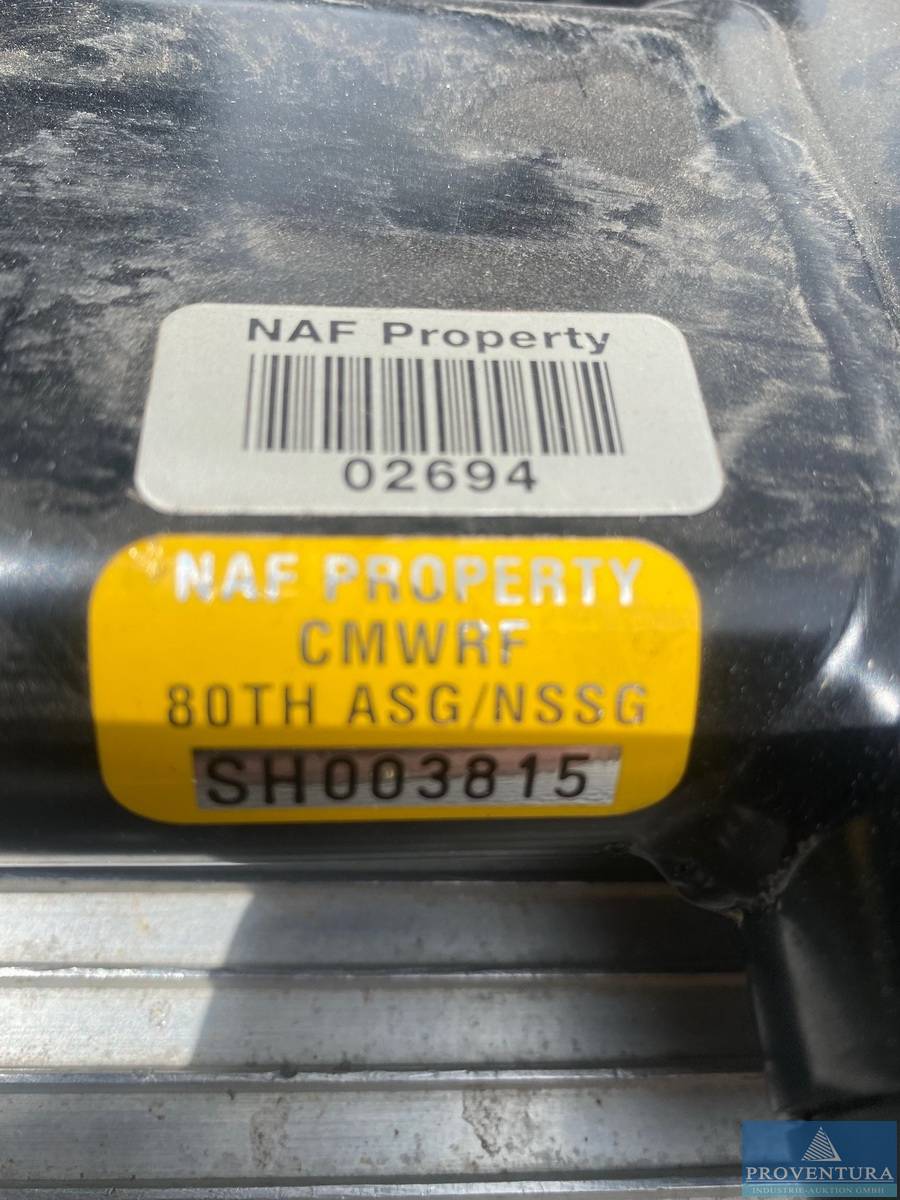 NAF Property
02694
NAF PROPERTY
CMWRF
80TH ASG/NSSG
SH003815
PROVENTURA
INDUSTRIE-AUKTION GMBH